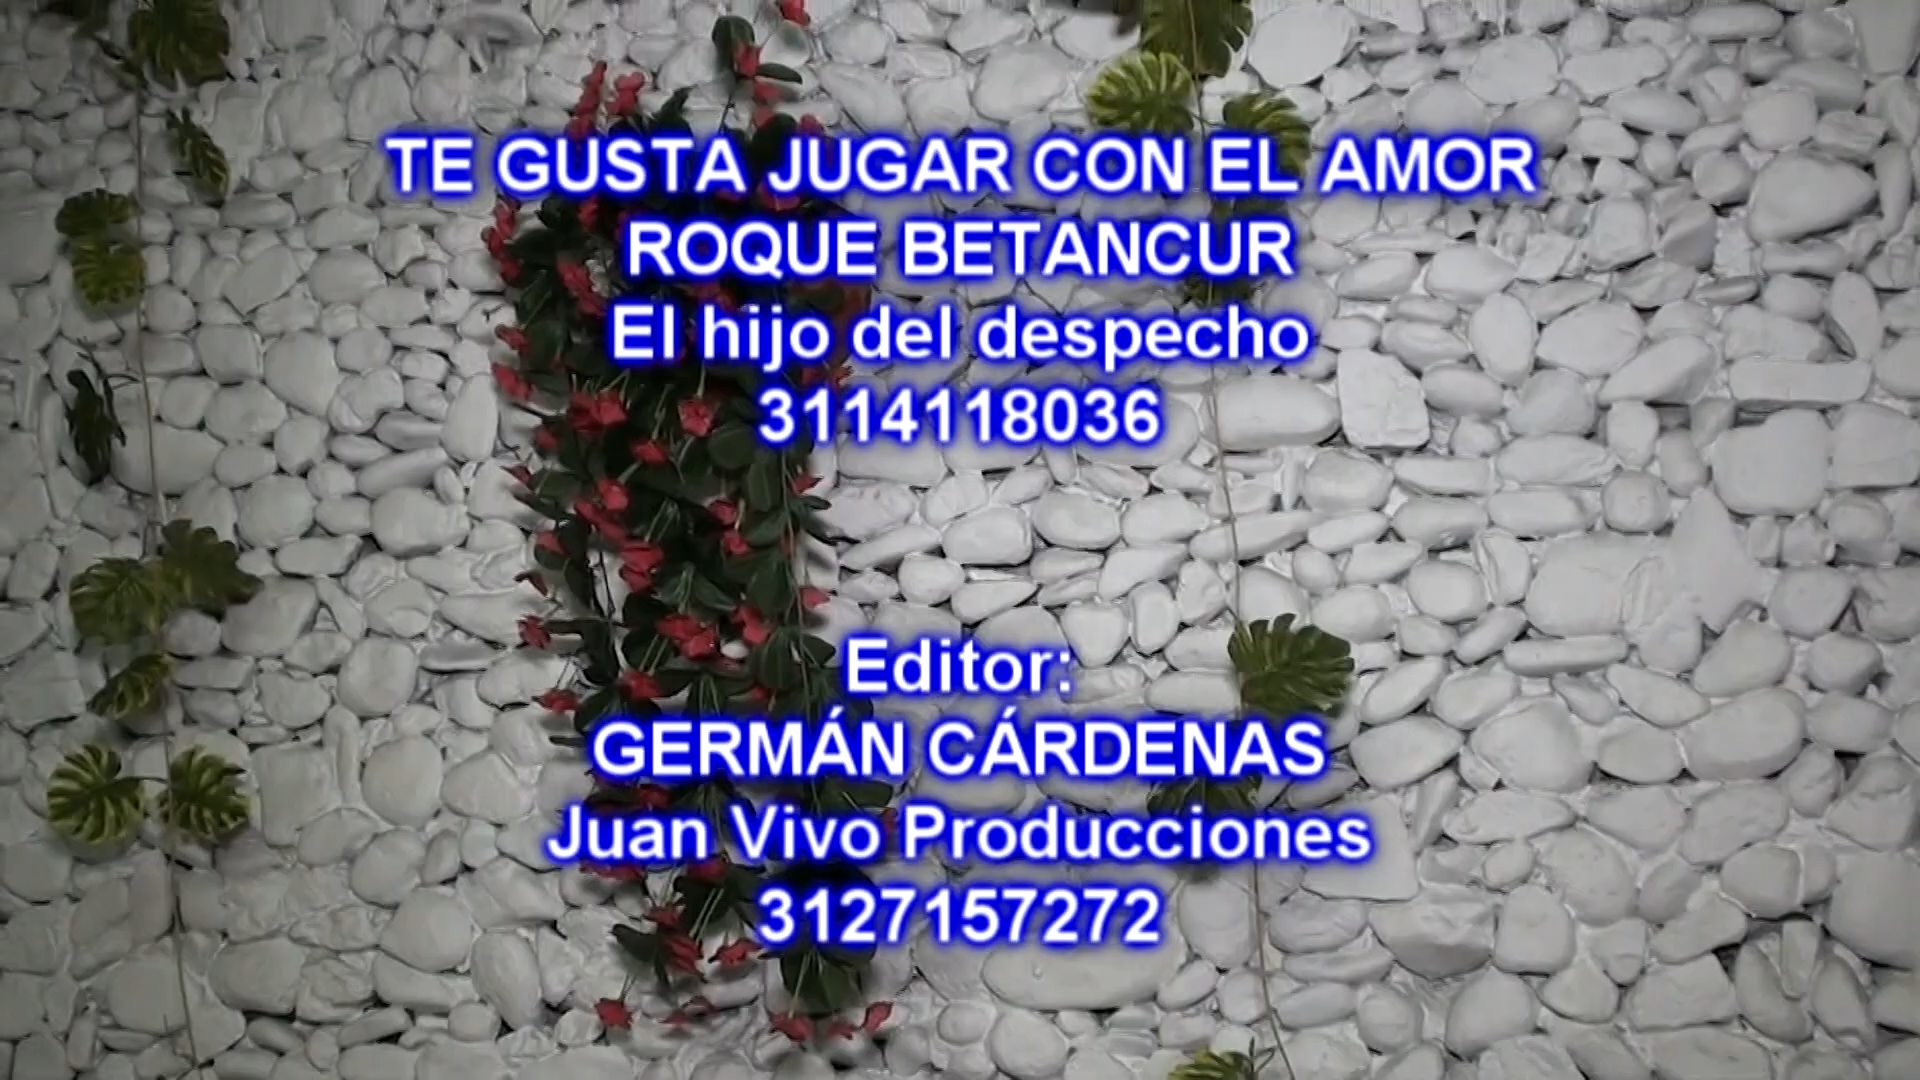 TE GUSTA JUGAR CON EL AMOR
ROQUE BETANCUR
El hijo del despecho
3114118036
Editor:
GERMÁN CÁRDENAS
Juan Vivo Producciones
3127157272